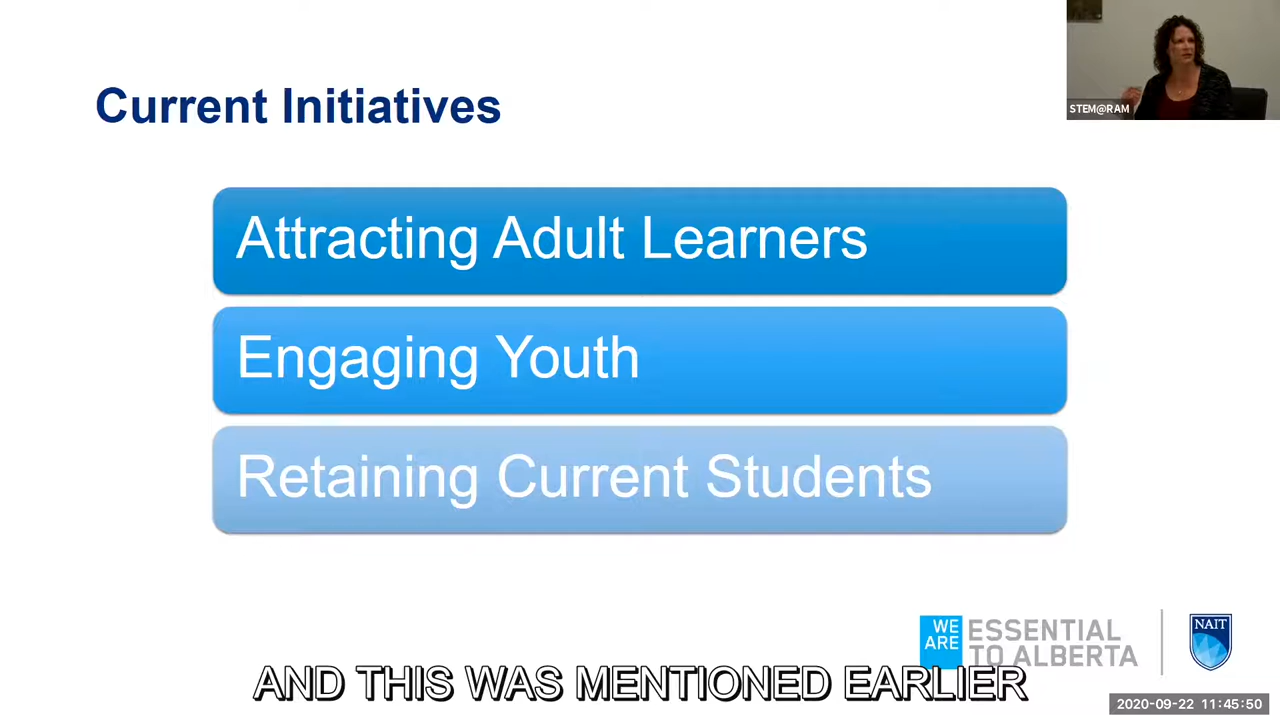 STEM@RAM
Current Initiatives
Attracting Adult Learners
Engaging Youth
Retaining Current Students
WE ARE
ESSENTIAL
TO ALBERTA
NAIT
AND THIS WAS MENTIONED EARLIER
2020-09-22 11:45:50